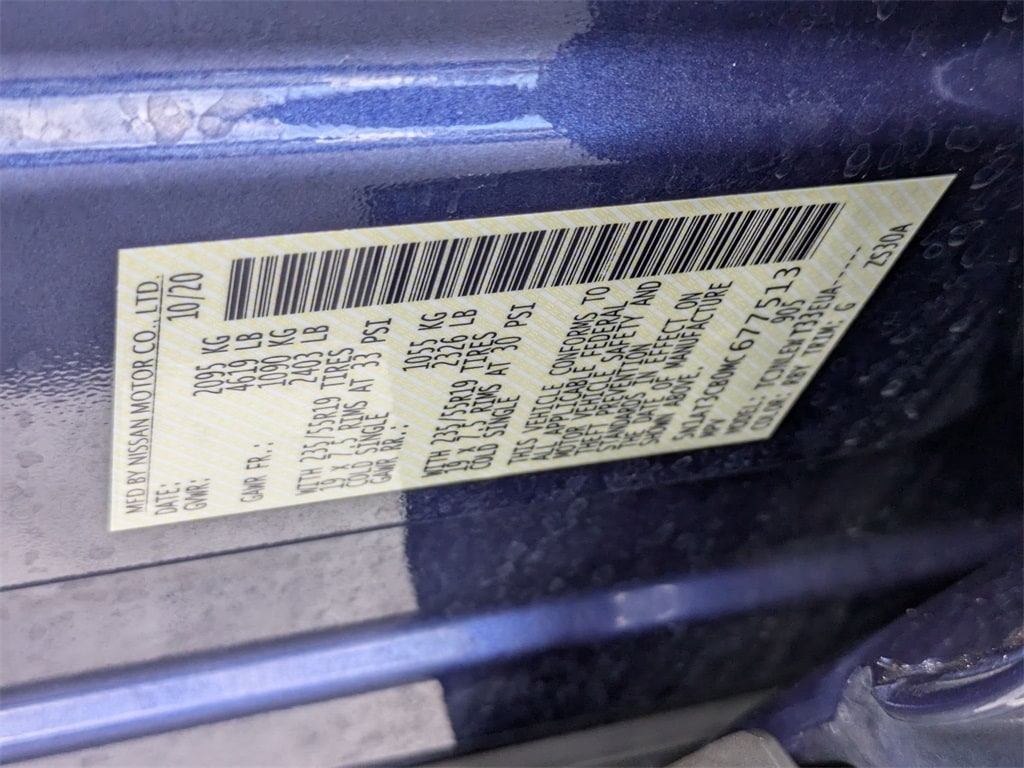 MFD BY NISSAN MOTOR CO., LTD.
DATE: 10/20
GVWR: 2095 KG
4619 LB
GAWR FR.: 1090 KG
2403 LB
WITH 235/55R19 TIRES
19 X 7.5 RIMS AT 33 PSI
COLD SINGLE
GAWR RR.: 1055 KG
2326 LB
WITH 235/55R19 TIRES
19 X 7.5 RIMS AT 30 PSI
COLD SINGLE
THIS VEHICLE CONFORMS TO
ALL APPLICABLE FEDERAL
MOTOR VEHICLE SAFETY AND
THEFT PREVENTION
STANDARDS IN EFFECT ON
THE DATE OF MANUFACTURE
SHOWN ABOVE.
5N1AT3CB0MC677513
MPV 905
MODEL:
COLOR: RBY TRIM: G ZS30A